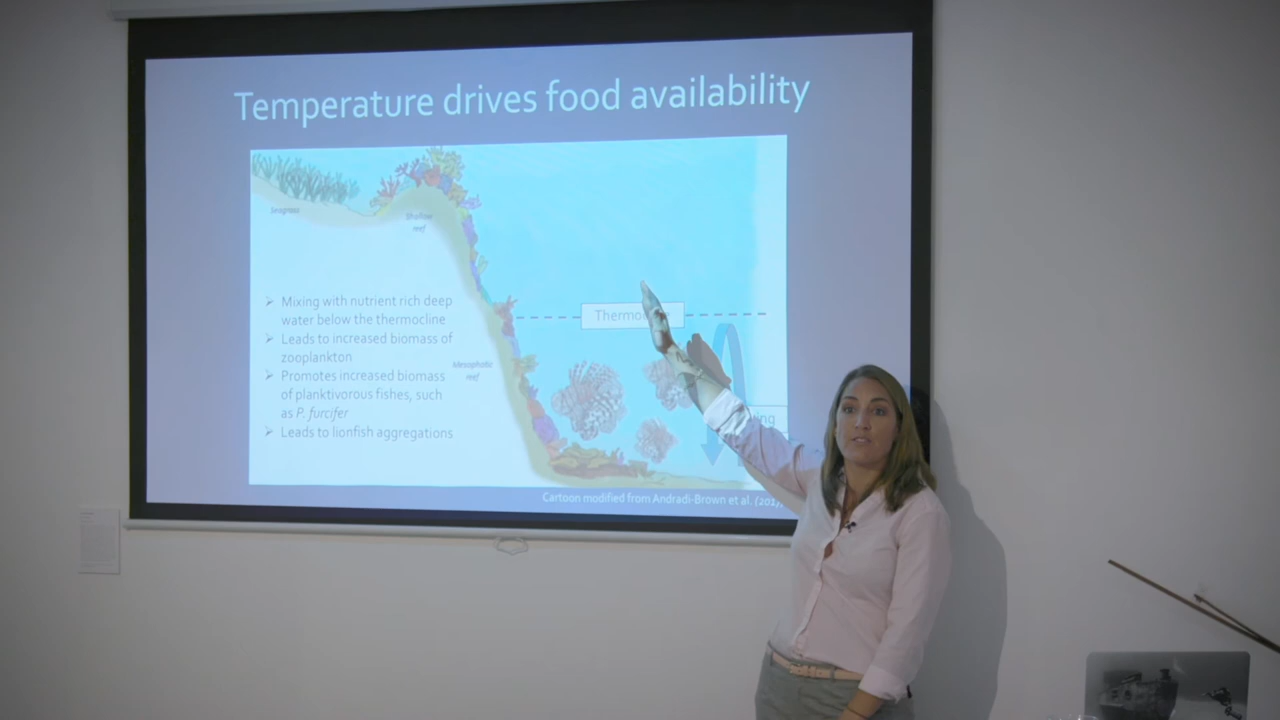 Temperature drives food availability
Seagrass
Shallow
reef
➢ Mixing with nutrient rich deep
water below the thermocline
➢ Leads to increased biomass of
zooplankton
➢ Promotes increased biomass
of planktivorous fishes, such
as P. furcifer
➢ Leads to lionfish aggregations
Mesophotic
reef
Cartoon modified from Andradi-Brown et al. (2017)